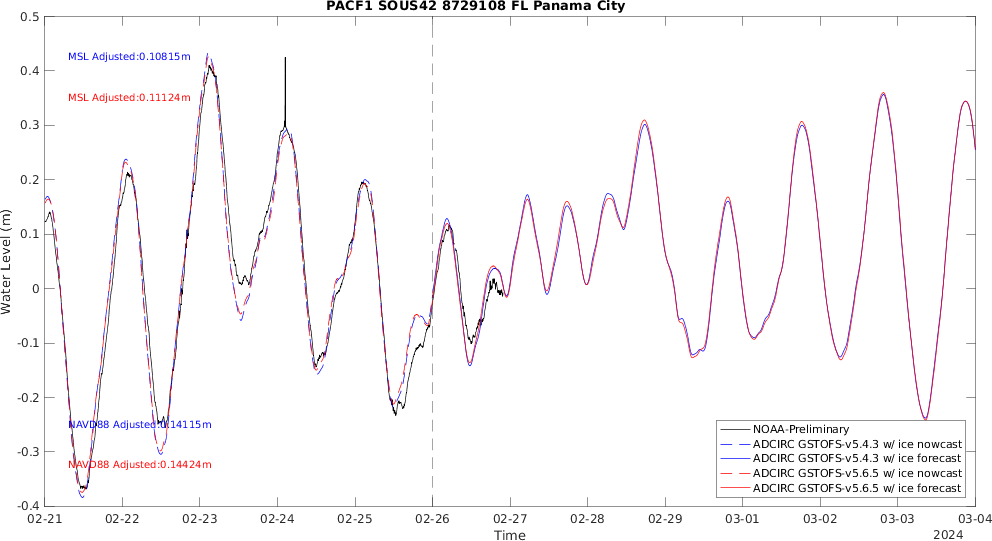 PACF1 SOUS42 8729108 FL Panama City
0.5
0.4
0.3
0.2
0.1
0
-0.1
-0.2
-0.3
-0.4
Water Level (m)
MSL Adjusted:0.10815m
MSL Adjusted:0.11124m
NAVD88 Adjusted:0.14115m
NAVD88 Adjusted:0.14424m
NOAA-Preliminary
ADCIRC GSTOFS-v5.4.3 w/ ice nowcast
ADCIRC GSTOFS-v5.4.3 w/ ice forecast
ADCIRC GSTOFS-v5.6.5 w/ ice nowcast
ADCIRC GSTOFS-v5.6.5 w/ ice forecast
02-21 02-22 02-23 02-24 02-25 02-26 02-27 02-28 02-29 03-01 03-02 03-03 03-04
Time
2024